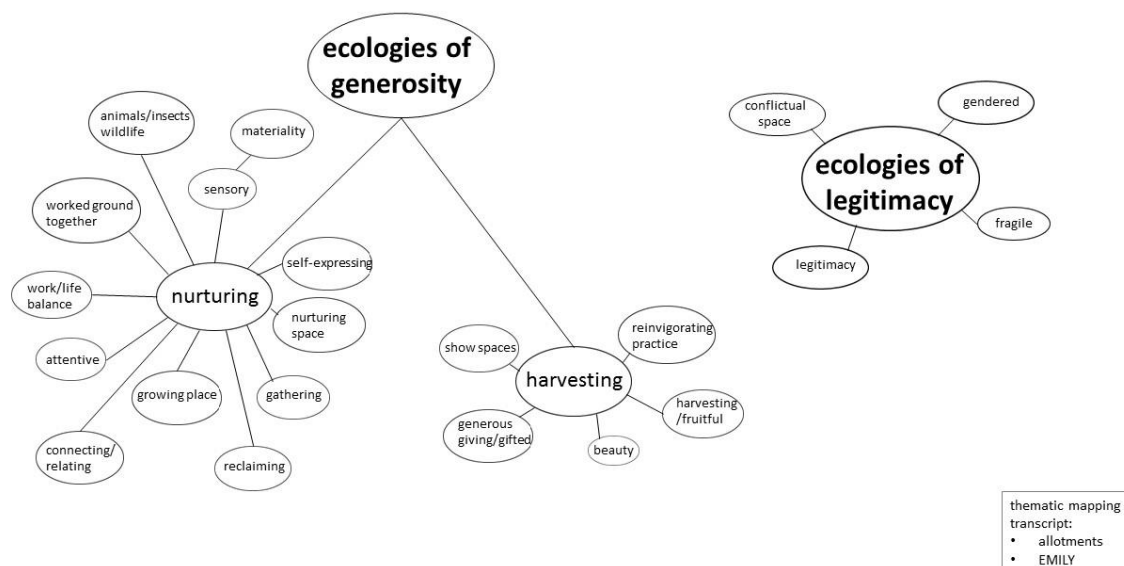 ecologies of
generosity
animals/insects
wildlife
materiality
sensory
worked ground
together
self-expressing
work/life
balance
nurturing
nurturing
space
attentive
growing place
gathering
connecting/
relating
reclaiming
show spaces
reinvigorating
practice
harvesting
harvesting
/fruitful
generous
giving/gifted
beauty
conflictual
space
gendered
ecologies of
legitimacy
fragile
legitimacy
thematic mapping
transcript:
• allotments
• EMILY